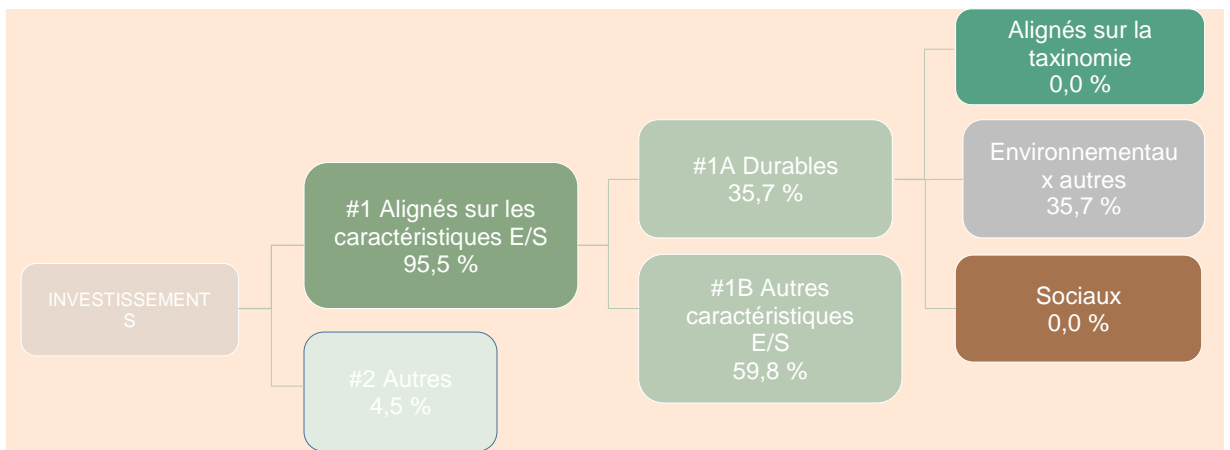 INVESTISSEMENT
S
#1 Alignés sur les
caractéristiques E/S
95,5 %
#2 Autres
4,5 %
#1A Durables
35,7 %
#1B Autres
caractéristiques
E/S
59,8 %
Alignés sur la
taxinomie
0,0 %
Environnementau
x autres
35,7 %
Sociaux
0,0 %